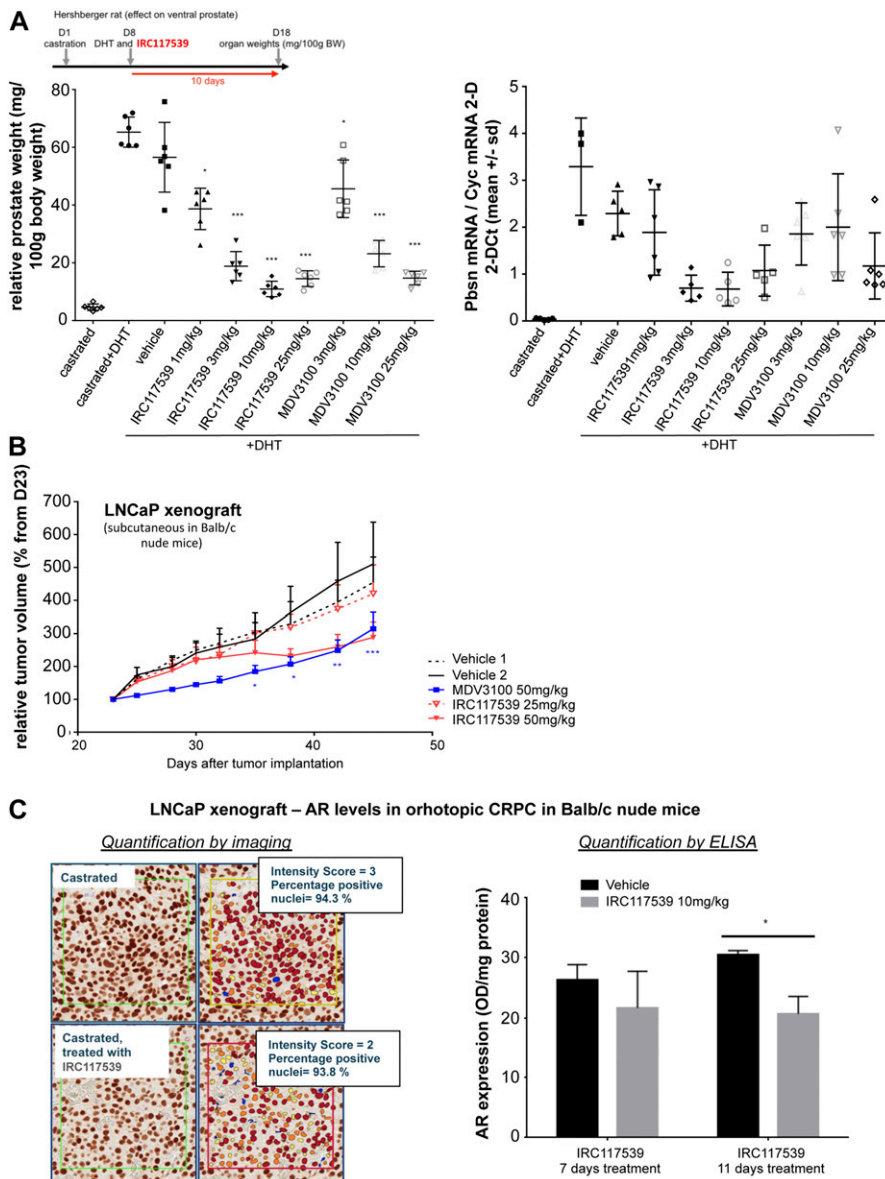 A
Hershberger rat (effect on ventral prostate)
D1
castration
D8
DHT and IRC117539
D18
organ weights (mg/100g BW)
10 days
relative prostate weight (mg/
100g body weight)
80
60
40
20
0
*
***
***
***
*
***
***
castrated
castrated+DHT
vehicle
IRC117539 1mg/kg
IRC117539 3mg/kg
IRC117539 10mg/kg
IRC117539 25mg/kg
MDV3100 3mg/kg
MDV3100 10mg/kg
MDV3100 25mg/kg
+DHT
Pbsn mRNA / Cyc mRNA 2-D
2-DCt (mean +/- sd)
5
4
3
2
1
0
castrated
castrated+DHT
vehicle
IRC1175391mg/kg
IRC117539 3mg/kg
IRC117539 10mg/kg
IRC117539 25mg/kg
MDV3100 3mg/kg
MDV3100 10mg/kg
MDV3100 25mg/kg
+DHT
B
relative tumor volume (% from D23)
700
600
500
400
300
200
100
0
LNCaP xenograft
(subcutaneous in Balb/c
nude mice)
*
*
**
***
20
30
40
50
Days after tumor implantation
Vehicle 1
Vehicle 2
MDV3100 50mg/kg
IRC117539 25mg/kg
IRC117539 50mg/kg
C
LNCaP xenograft – AR levels in orhotopic CRPC in Balb/c nude mice
Quantification by imaging
Castrated
Intensity Score = 3
Percentage positive
nuclei= 94.3 %
Castrated,
treated with
IRC117539
Intensity Score = 2
Percentage positive
nuclei= 93.8 %
Quantification by ELISA
Vehicle
IRC117539 10mg/kg
*
AR expression (OD/mg protein)
40
30
20
10
0
IRC117539
7 days treatment
IRC117539
11 days treatment